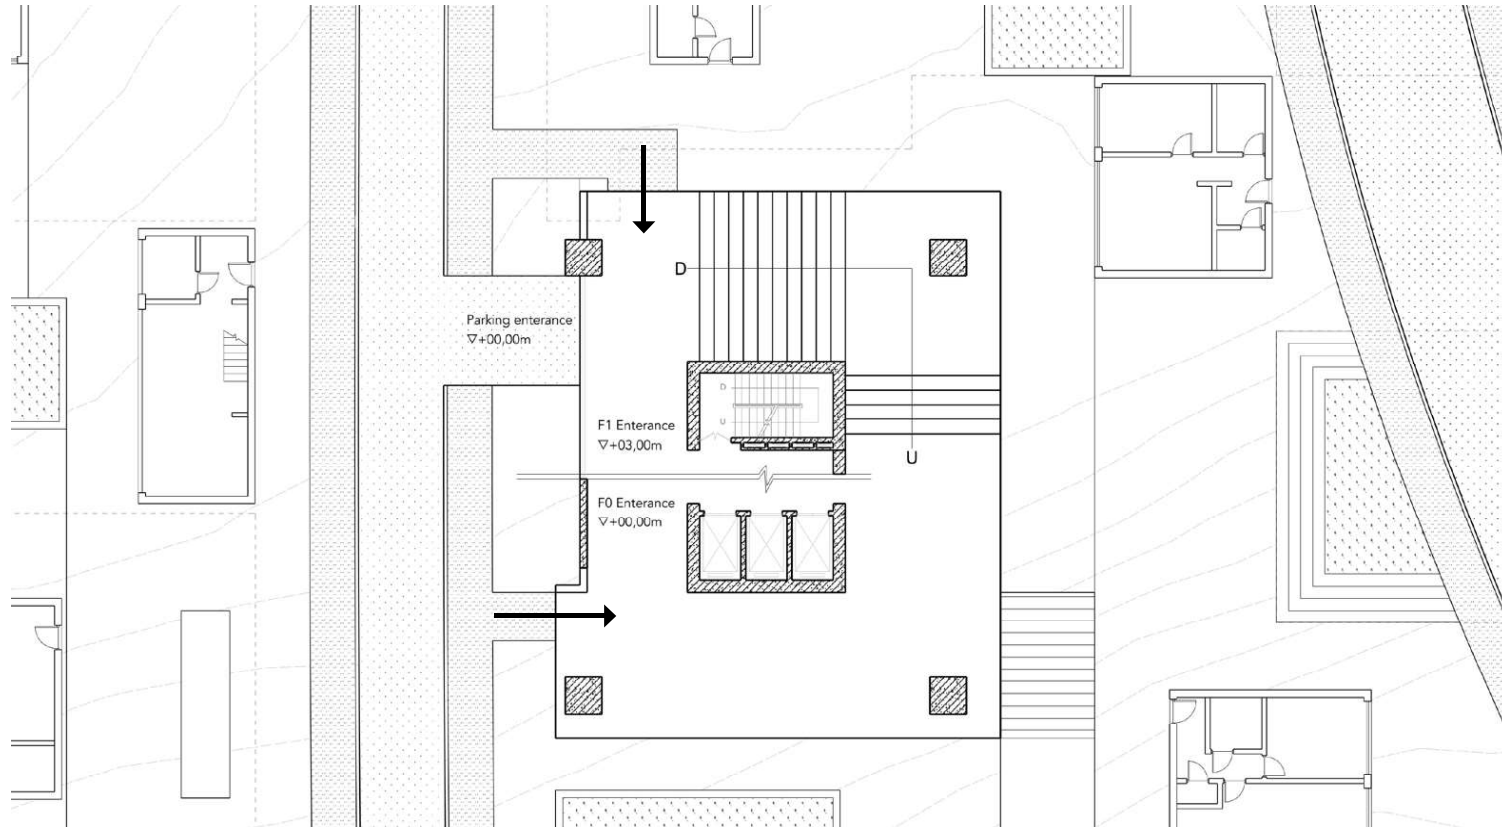 D
Parking enterance
▽+00,00m
D
F1 Enterance
▽+03,00m
U
U
F0 Enterance
▽+00,00m